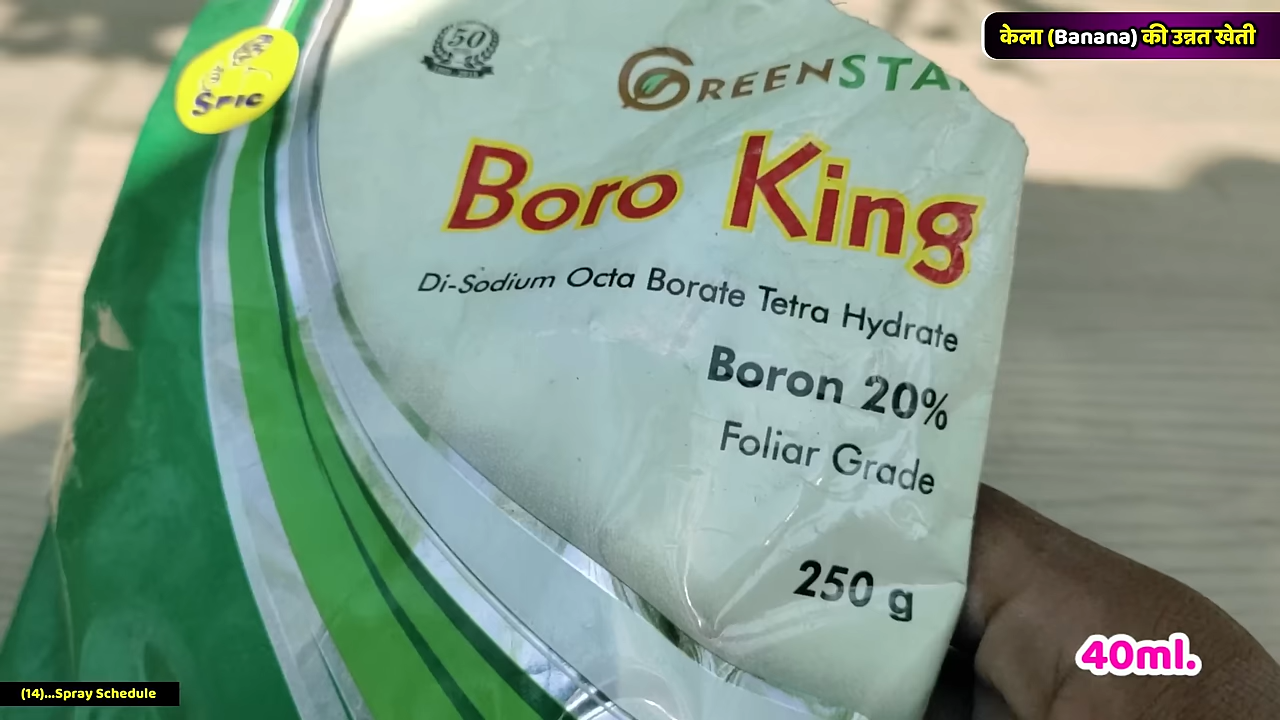 केला (Banana) की उन्नत खेती
50
SPIC
GREENSTA
Boro King
Di-Sodium Octa Borate Tetra Hydrate
Boron 20%
Foliar Grade
250 g
40ml.
(14)...Spray Schedule